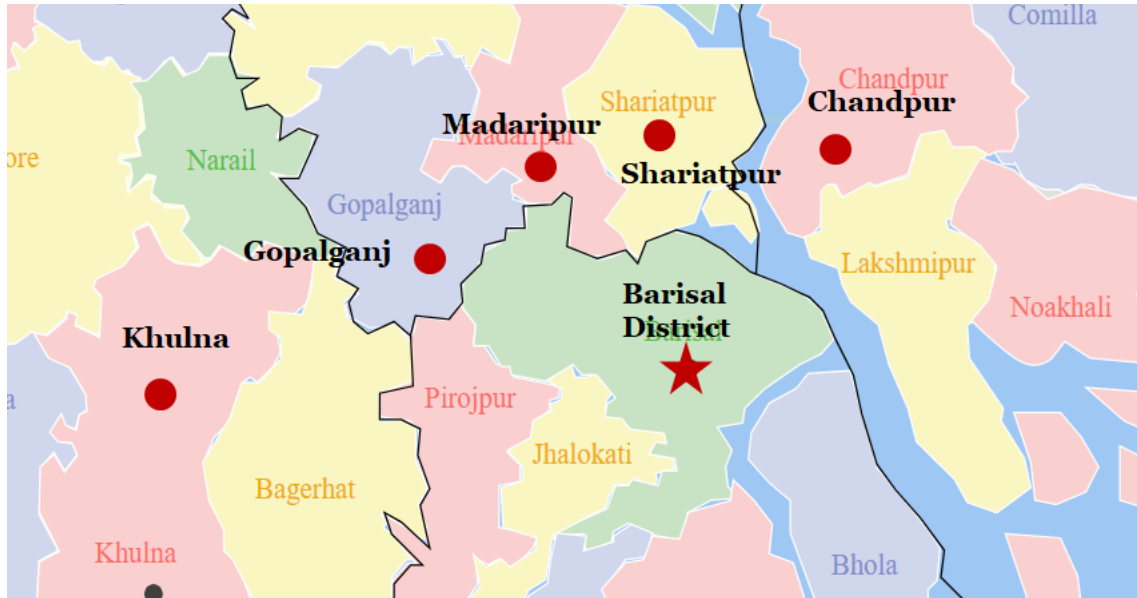 Comilla
Chandpur
Chandpur
Shariatpur
Madaripur
Madaripur
ore
Narail
Shariatpur
Gopalganj
Gopalganj
Lakshmipur
Barisal
District
Barisal
Noakhali
Khulna
a
Pirojpur
Jhalokati
Bagerhat
Khulna
Bhola